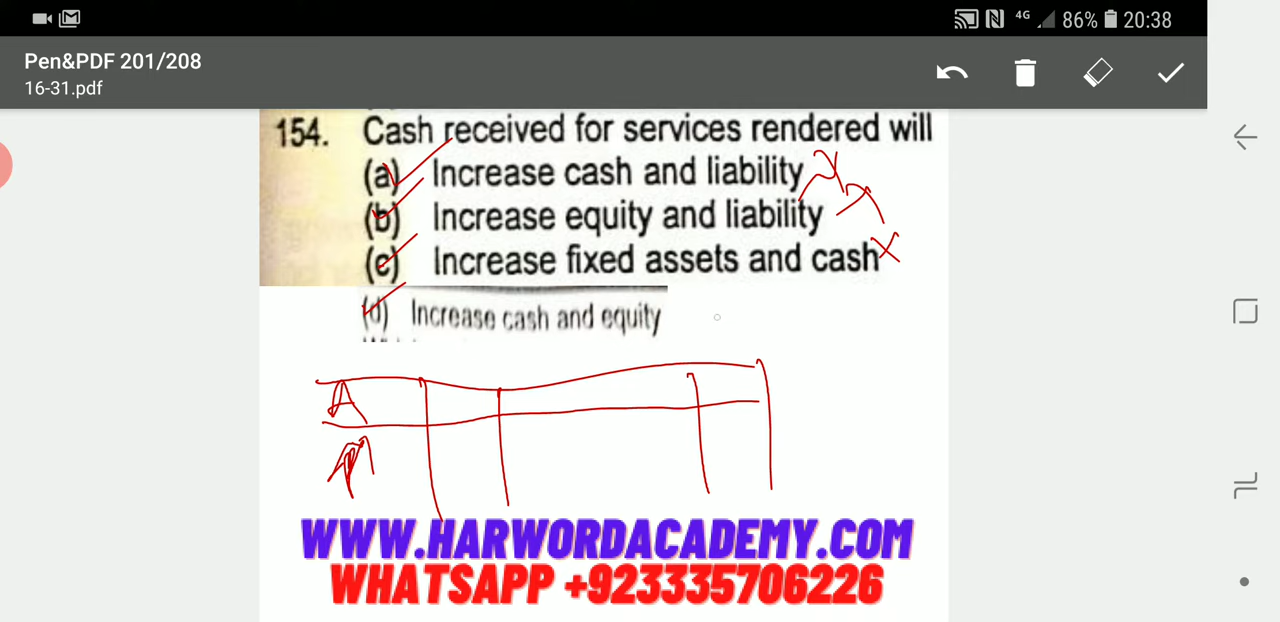 4G 86% 20:38
Pen&PDF 201/208
16-31.pdf
154. Cash received for services rendered will
(a) Increase cash and liability
(b) Increase equity and liability
(c) Increase fixed assets and cash
(d) Increase cash and equity
A
WWW.HARWORDACADEMY.COM
WHATSAPP +923335706226